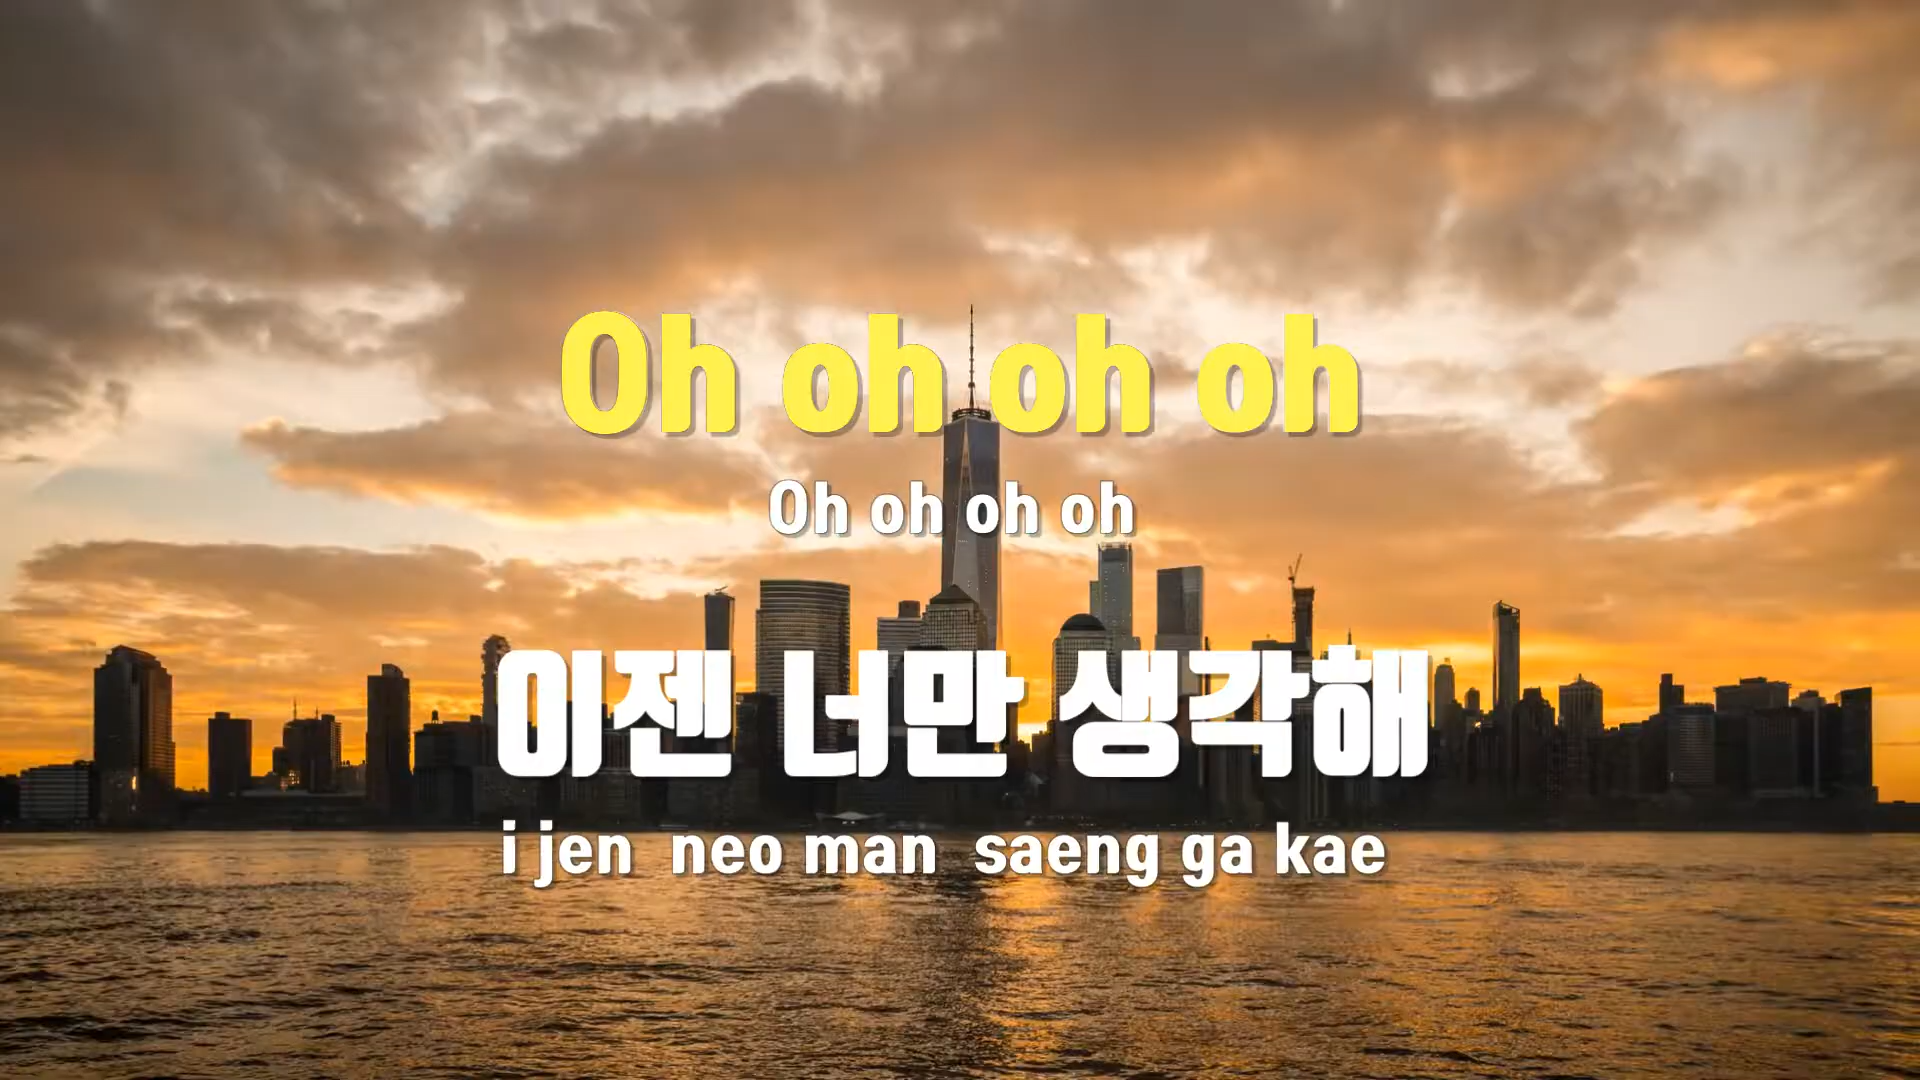 Oh oh oh oh
Oh oh oh oh
이젠 너만 생각해
i jen neo man saeng ga kae